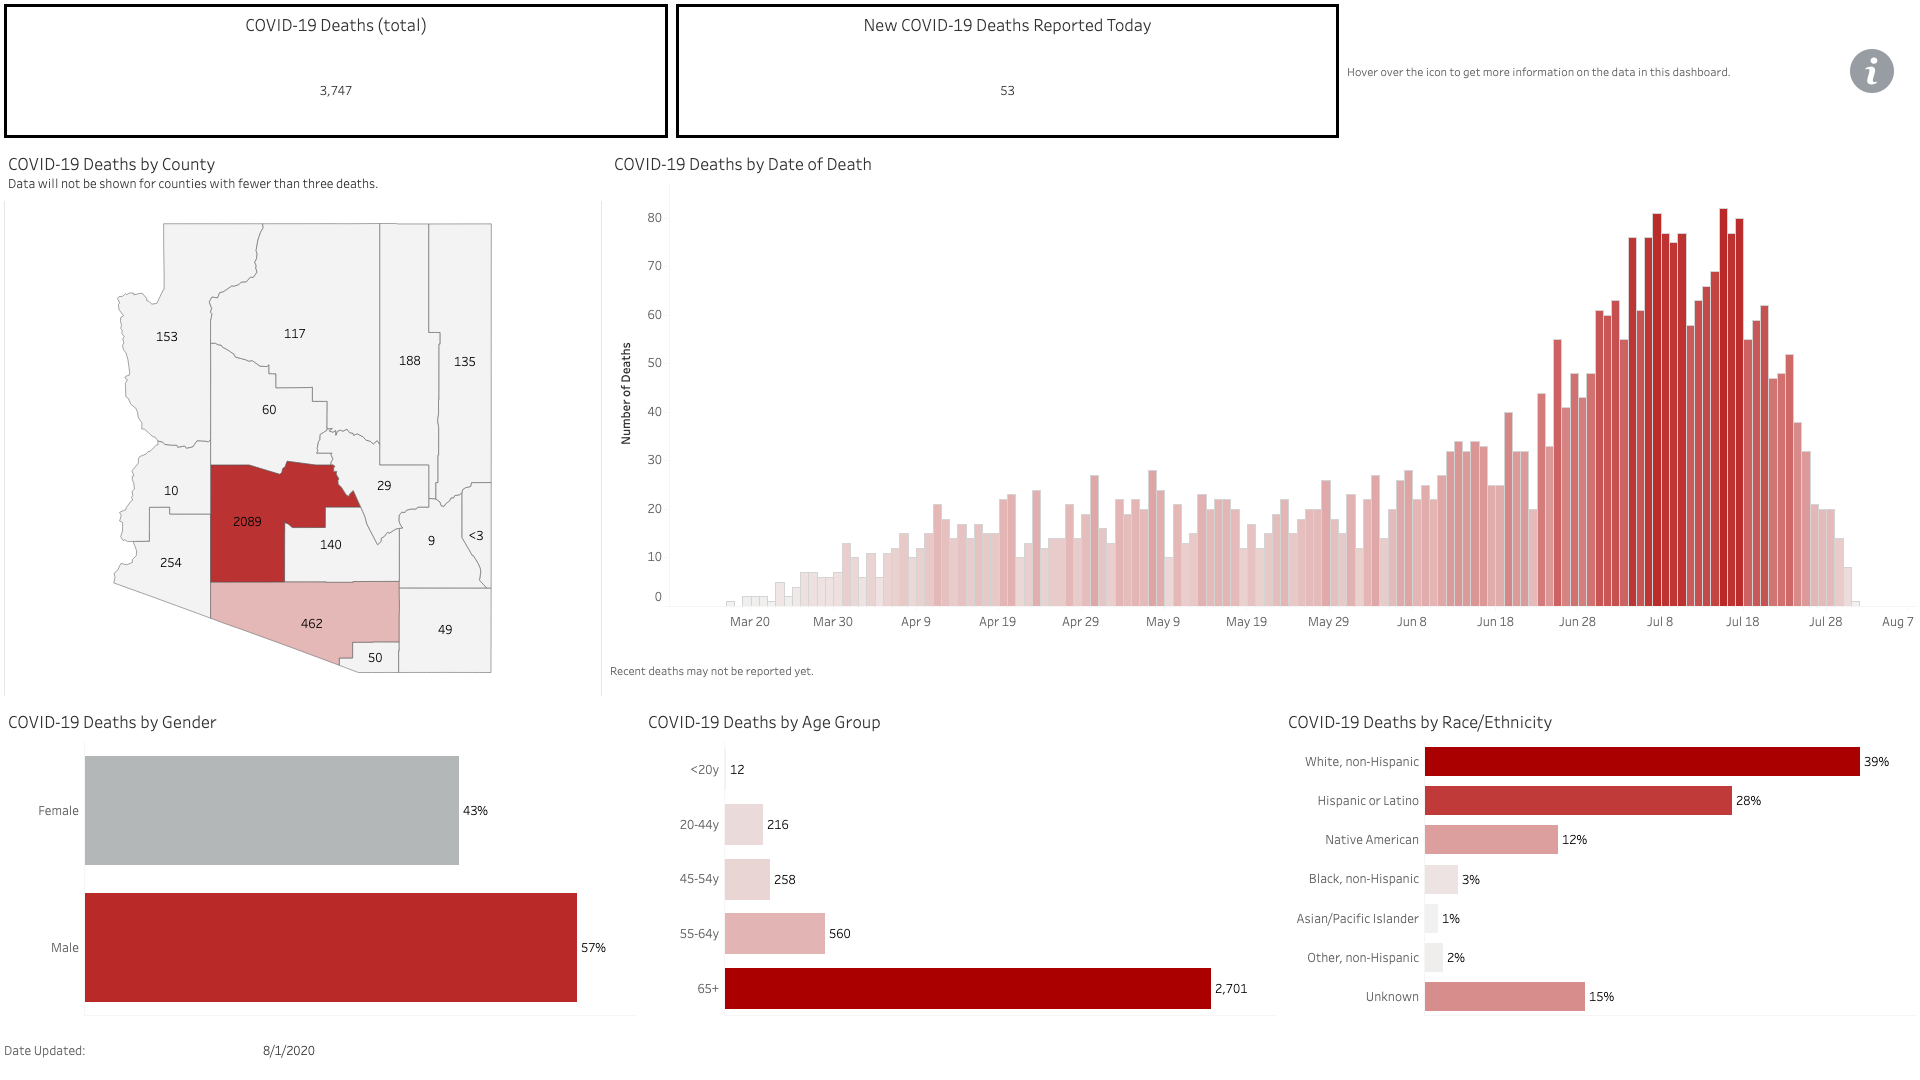 COVID-19 Deaths (total)
3,747
New COVID-19 Deaths Reported Today
53
Hover over the icon to get more information on the data in this dashboard.
i
COVID-19 Deaths by County
Data will not be shown for counties with fewer than three deaths.
153
117
188
135
60
10
29
2089
9
<3
140
254
462
49
50
COVID-19 Deaths by Date of Death
Number of Deaths
80
70
60
50
40
30
20
10
0
Mar 20
Mar 30
Apr 9
Apr 19
Apr 29
May 9
May 19
May 29
Jun 8
Jun 18
Jun 28
Jul 8
Jul 18
Jul 28
Aug 7
Recent deaths may not be reported yet.
COVID-19 Deaths by Gender
Female 43%
Male 57%
COVID-19 Deaths by Age Group
<20y 12
20-44y 216
45-54y 258
55-64y 560
65+ 2,701
COVID-19 Deaths by Race/Ethnicity
White, non-Hispanic 39%
Hispanic or Latino 28%
Native American 12%
Black, non-Hispanic 3%
Asian/Pacific Islander 1%
Other, non-Hispanic 2%
Unknown 15%
Date Updated: 8/1/2020